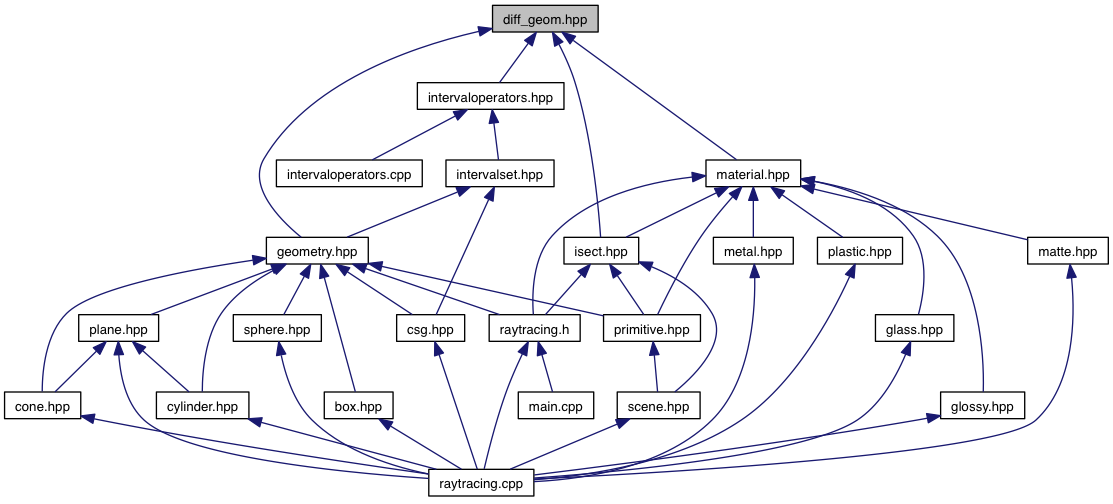 diff_geom.hpp
intervaloperators.hpp
intervaloperators.cpp
intervalset.hpp
material.hpp
geometry.hpp
isect.hpp
metal.hpp
plastic.hpp
matte.hpp
plane.hpp
sphere.hpp
csg.hpp
raytracing.h
primitive.hpp
glass.hpp
cone.hpp
cylinder.hpp
box.hpp
main.cpp
scene.hpp
glossy.hpp
raytracing.cpp